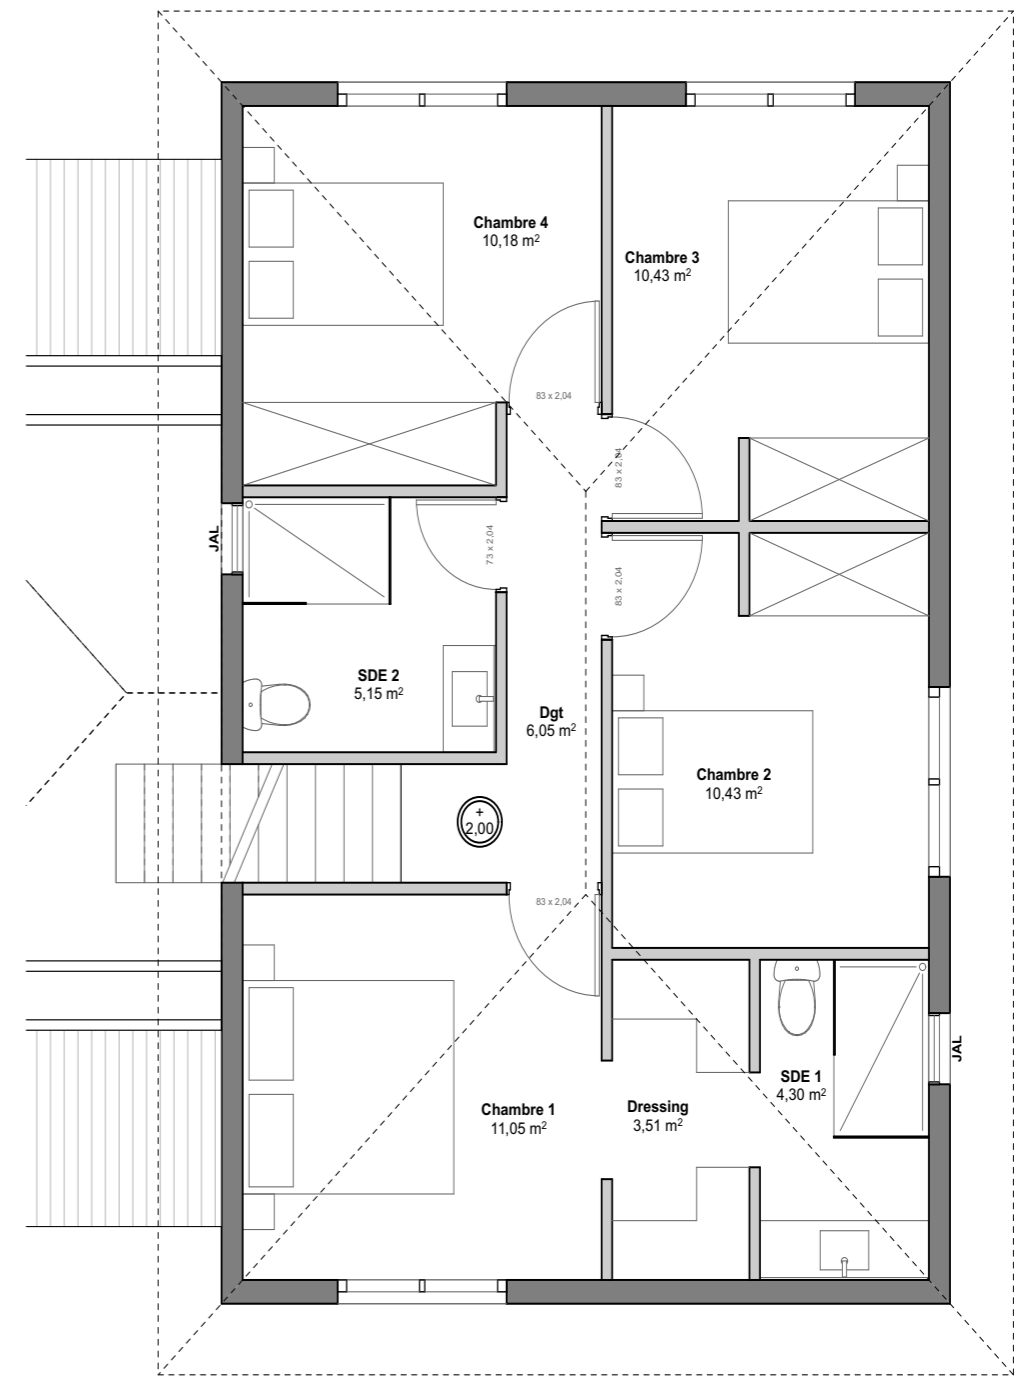 Chambre 4
10,18 m²
Chambre 3
10,43 m²
83 x 2,04
83 x 2,04
JAL
73 x 2,04
83 x 2,04
SDE 2
5,15 m²
Dgt
6,05 m²
Chambre 2
10,43 m²
+
2,00
83 x 2,04
JAL
SDE 1
4,30 m²
Chambre 1
11,05 m²
Dressing
3,51 m²